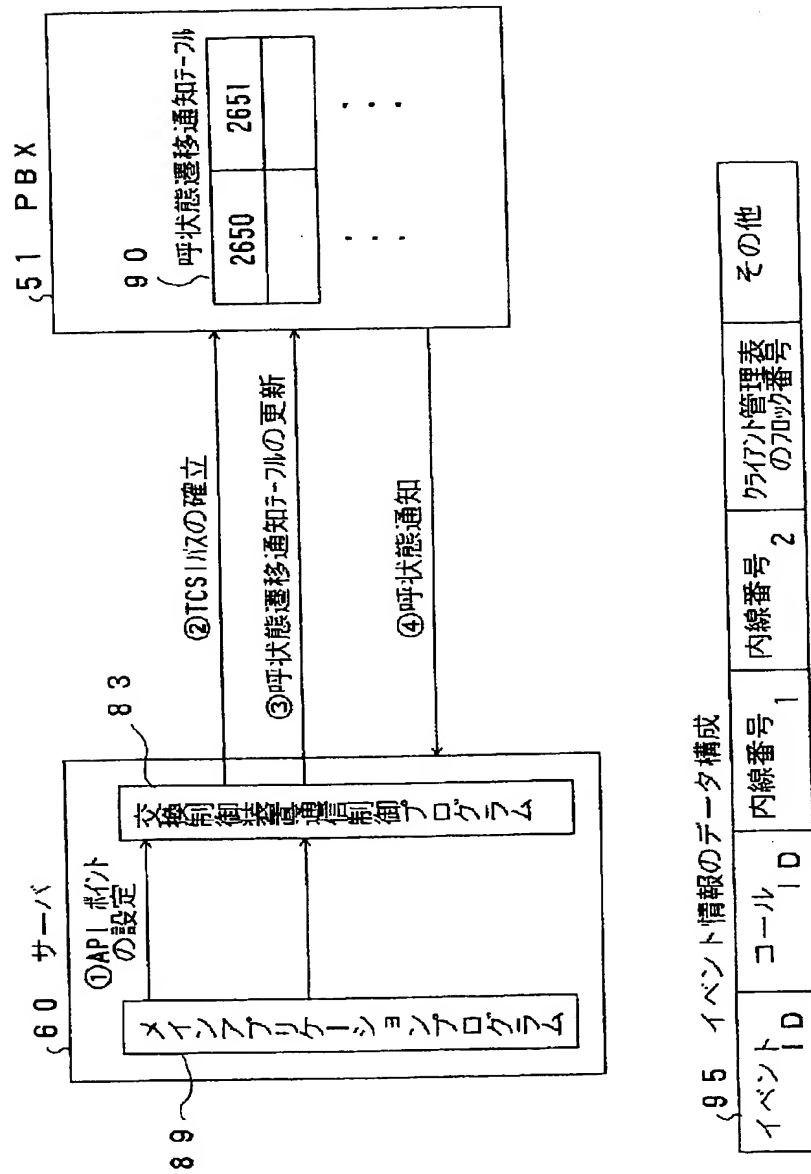 60 サーバ
①API ポイント
の設定
83
メインアプリケーションプログラム
交換制御装置通信制御プログラム
89
②TCSIパスの確立
③呼状態遷移通知テーブルの更新
④呼状態通知
51 PBX
90
呼状態遷移通知テーブル
2650 2651
・・・ ・・・
95 イベント情報のデータ構成
イベントID コールID 内線番号1 内線番号2 クライアント管理表のブロック番号 その他